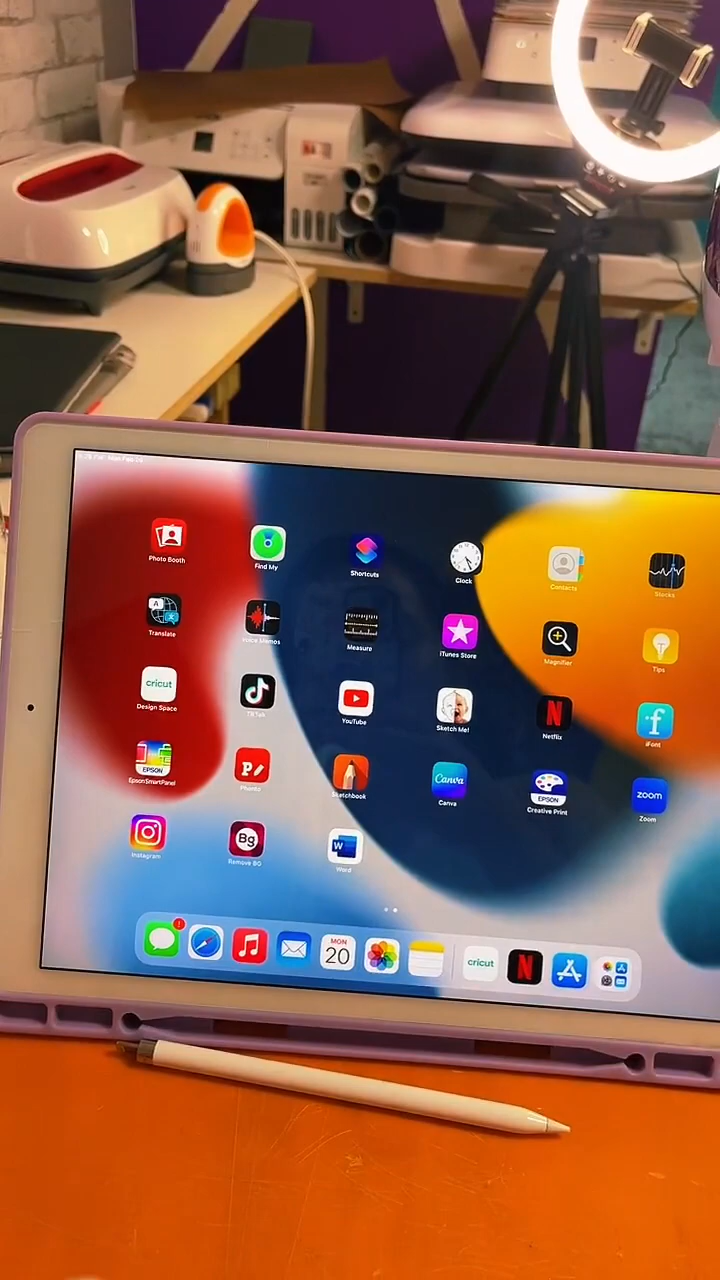 Photo Booth
Find My
Shortcuts
Clock
Contacts
Stocks
Translate
Voice Memos
Measure
iTunes Store
Magnifier
Tips
cricut
Design Space
TikTok
YouTube
Sketch Me!
N
Netflix
f
iFont
EPSON
EpsonSmartPanel
P
Phonto
Sketchbook
Canva
Canva
EPSON
Creative Print
zoom
Zoom
Instagram
Bg
Remove BG
W
Word
MON
20
cricut
N